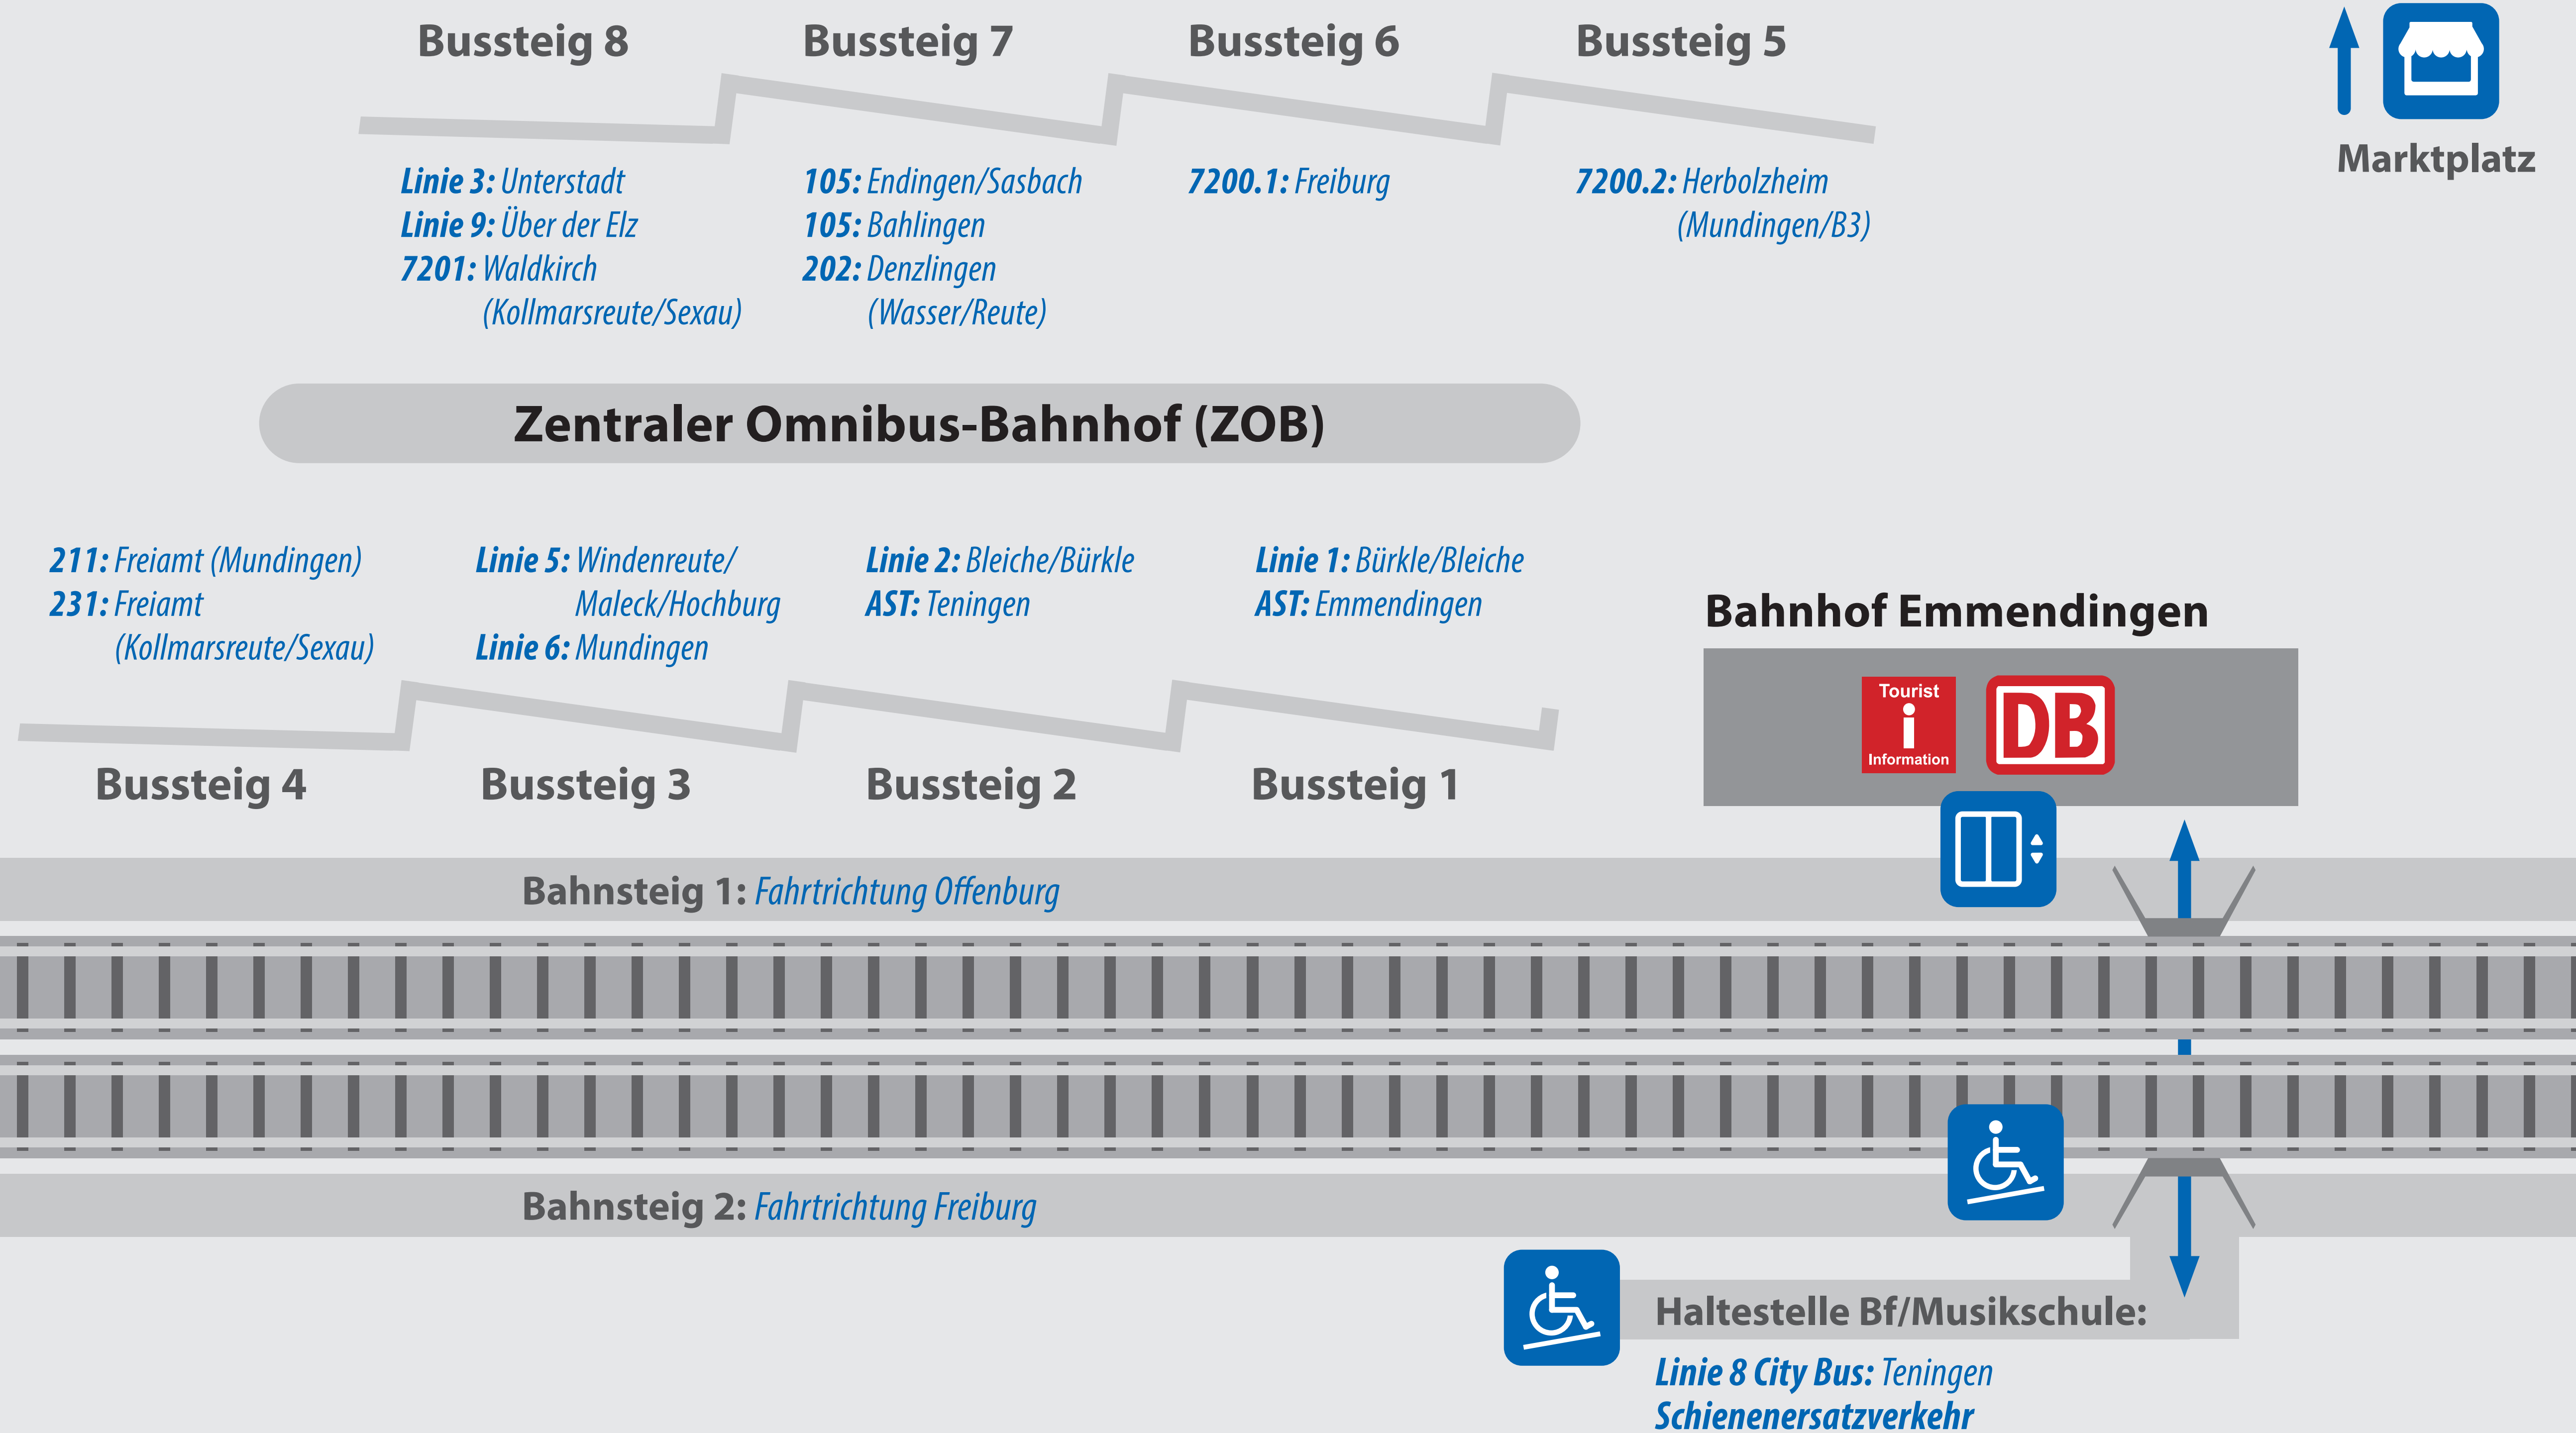 Bussteig 8
Linie 3: Unterstadt
Linie 9: Über der Elz
7201: Waldkirch
(Kollmarsreute/Sexau)
Bussteig 7
105: Endingen/Sasbach
105: Bahlingen
202: Denzlingen
(Wasser/Reute)
Bussteig 6
7200.1: Freiburg
Bussteig 5
7200.2: Herbolzheim
(Mundingen/B3)
Marktplatz
Zentraler Omnibus-Bahnhof (ZOB)
211: Freiamt (Mundingen)
231: Freiamt
(Kollmarsreute/Sexau)
Bussteig 4
Linie 5: Windenreute/
Maleck/Hochburg
Linie 6: Mundingen
Bussteig 3
Linie 2: Bleiche/Bürkle
AST: Teningen
Bussteig 2
Linie 1: Bürkle/Bleiche
AST: Emmendingen
Bussteig 1
Bahnhof Emmendingen
Tourist
i
Information
DB
Bahnsteig 1: Fahrtrichtung Offenburg
Bahnsteig 2: Fahrtrichtung Freiburg
Haltestelle Bf/Musikschule:
Linie 8 City Bus: Teningen
Schienenersatzverkehr